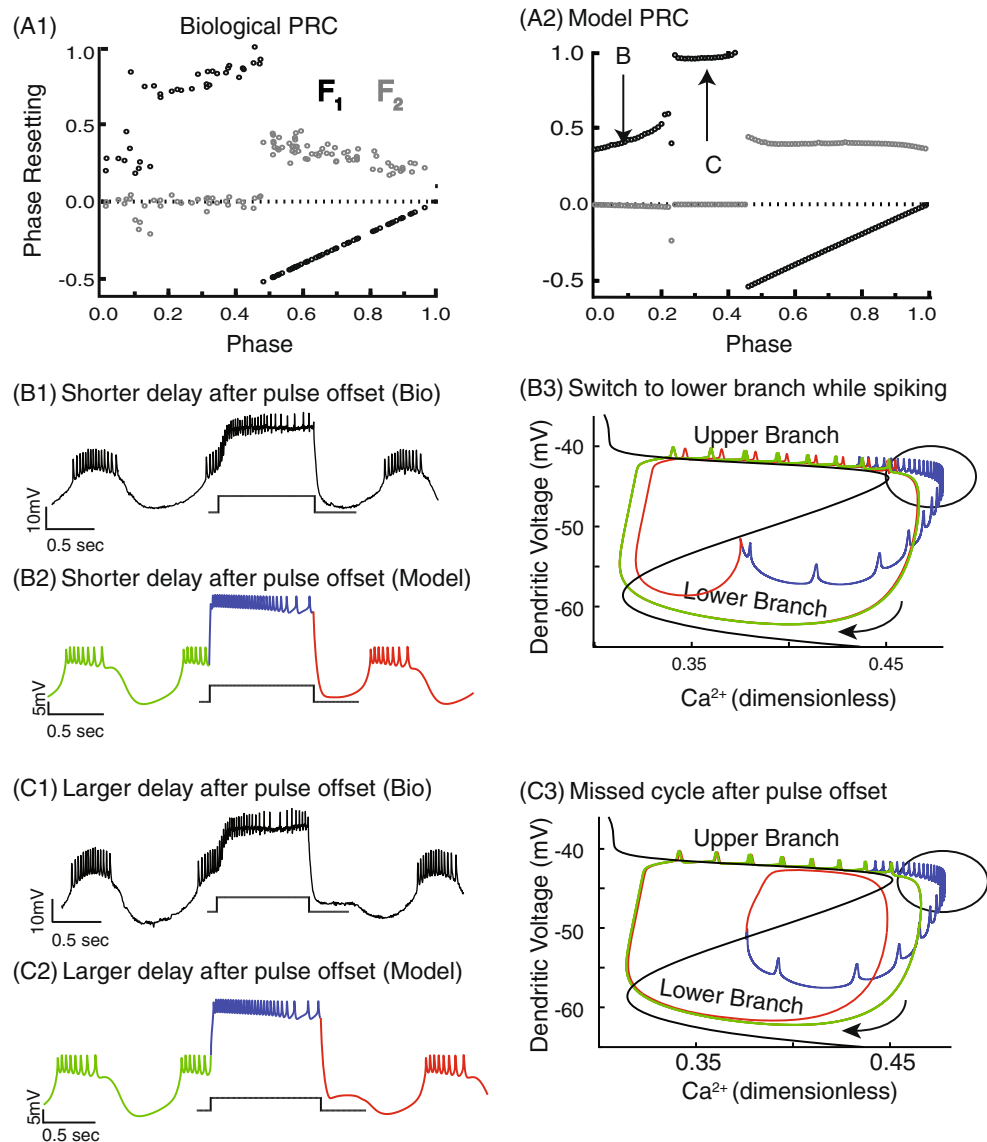 (A1) Biological PRC
Phase Resetting
1.0
0.5
0.0
-0.5
F1
F2
0.0 0.2 0.4 0.6 0.8 1.0
Phase
(A2) Model PRC
1.0
0.5
0.0
-0.5
B
C
0.0 0.2 0.4 0.6 0.8 1.0
Phase
(B1) Shorter delay after pulse offset (Bio)
10mV
0.5 sec
(B2) Shorter delay after pulse offset (Model)
5mV
0.5 sec
(B3) Switch to lower branch while spiking
Dendritic Voltage (mV)
-40
-50
-60
Upper Branch
Lower Branch
0.35 0.45
Ca2+ (dimensionless)
(C1) Larger delay after pulse offset (Bio)
10mV
0.5 sec
(C2) Larger delay after pulse offset (Model)
5mV
0.5 sec
(C3) Missed cycle after pulse offset
Dendritic Voltage (mV)
-40
-50
-60
Upper Branch
Lower Branch
0.35 0.45
Ca2+ (dimensionless)